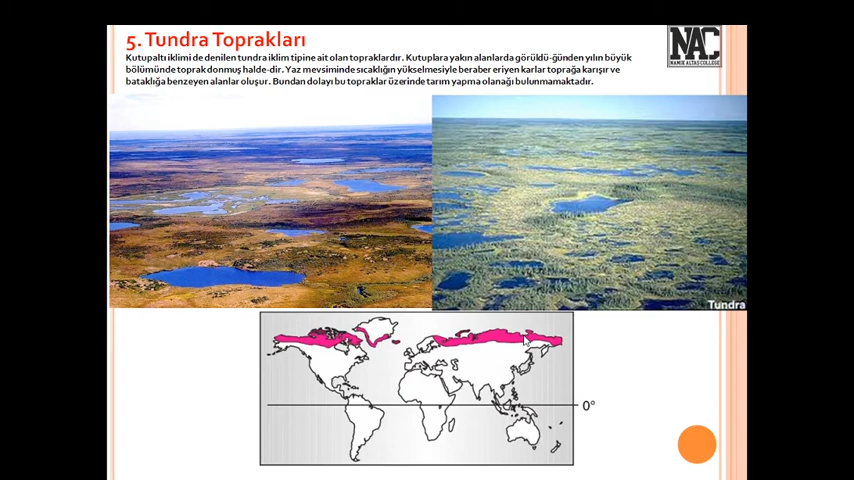 5. Tundra Toprakları
Kutupaltı iklimi de denilen tundra iklim tipine ait olan topraklardır. Kutuplara yakın alanlarda görüldü-ğünden yılın büyük
bölümünde toprak donmuş halde-dir. Yaz mevsiminde sıcaklığın yükselmesiyle beraber eriyen karlar toprağa karışır ve
bataklığa benzeyen alanlar oluşur. Bundan dolayı bu topraklar üzerinde tarım yapma olanağı bulunmamaktadır.
NAC
NAMIK ALTAS COLLEGE
Tundra
0°